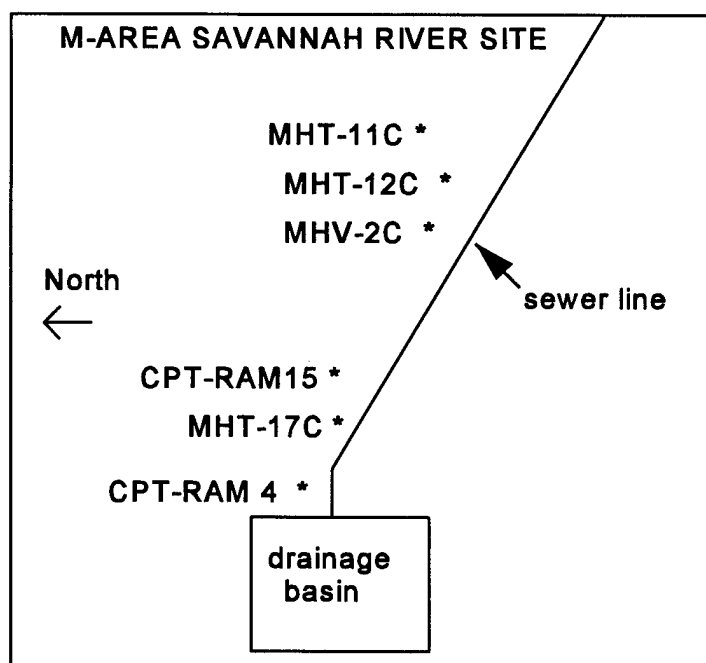 M-AREA SAVANNAH RIVER SITE
MHT-11C *
MHT-12C *
MHV-2C *
North
sewer line
CPT-RAM15 *
MHT-17C *
CPT-RAM 4 *
drainage
basin